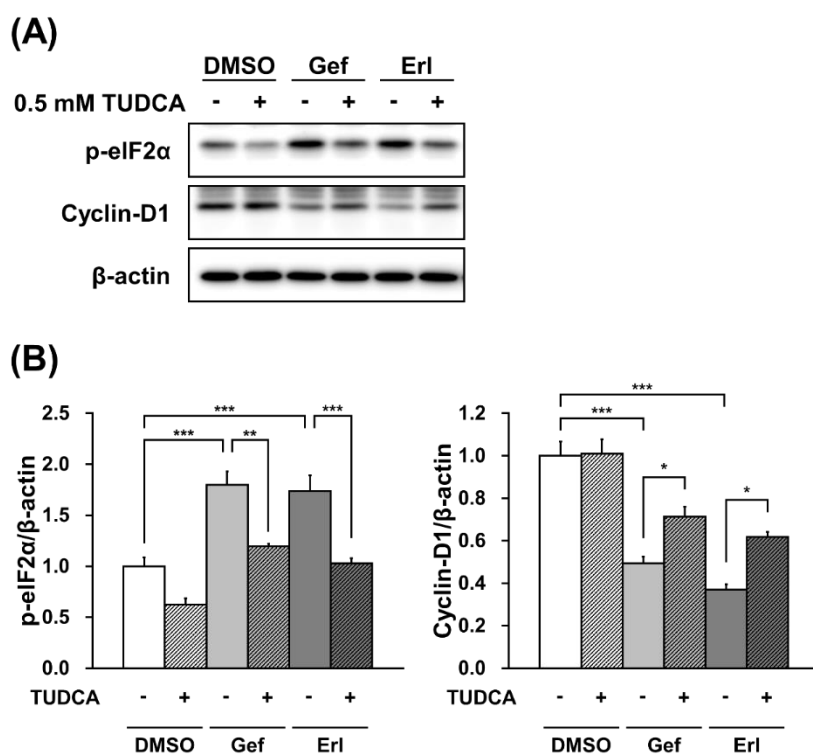 (A)
DMSO Gef Erl
0.5 mM TUDCA - + - + - +
p-eIF2α
Cyclin-D1
β-actin
(B)
p-eIF2α/β-actin
2.5
2.0
1.5
1.0
0.5
0.0
*** *** *** **
TUDCA - + - + - +
DMSO Gef Erl
Cyclin-D1/β-actin
1.2
1.0
0.8
0.6
0.4
0.2
0.0
***
***
* *
TUDCA - + - + - +
DMSO Gef Erl